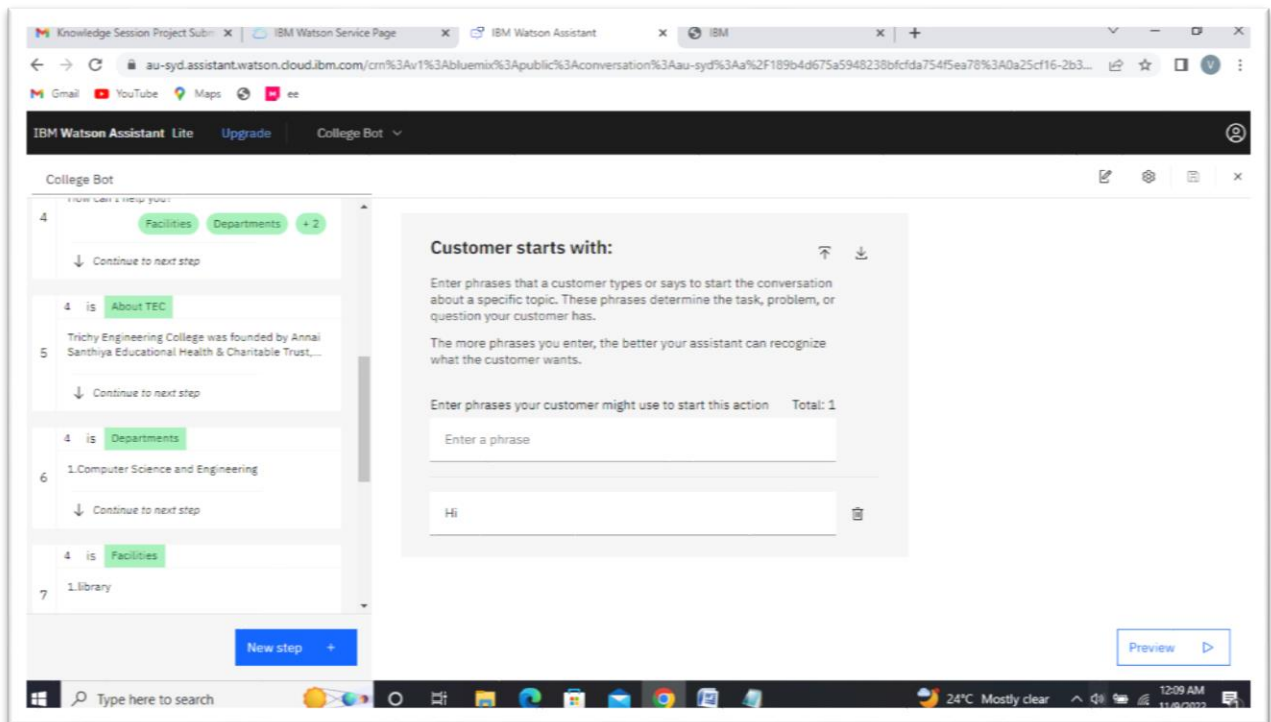 Knowledge Session Project Subm
IBM Watson Service Page
IBM Watson Assistant
IBM
au-syd.assistant.watson.cloud.ibm.com/crn%3Av1%3Abluemix%3Apublic%3Aconversation%3Aau-syd%3Aa%2F189b4d675a5948238bfcfda754f5ea78%3A0a25cf16-2b3...
V
Gmail YouTube Maps ee
IBM Watson Assistant Lite Upgrade College Bot
College Bot
How can I help you?
4
Facilities Departments + 2
Continue to next step
4 is About TEC
Trichy Engineering College was founded by Annai
5 Santhiya Educational Health & Charitable Trust,...
Continue to next step
4 is Departments
1.Computer Science and Engineering
6
Continue to next step
4 is Facilities
1.library
7
New step +
Customer starts with:
Enter phrases that a customer types or says to start the conversation
about a specific topic. These phrases determine the task, problem, or
question your customer has.
The more phrases you enter, the better your assistant can recognize
what the customer wants.
Enter phrases your customer might use to start this action Total: 1
Enter a phrase
Hi
Preview
Type here to search
24°C Mostly clear
12:09 AM
11/9/2022